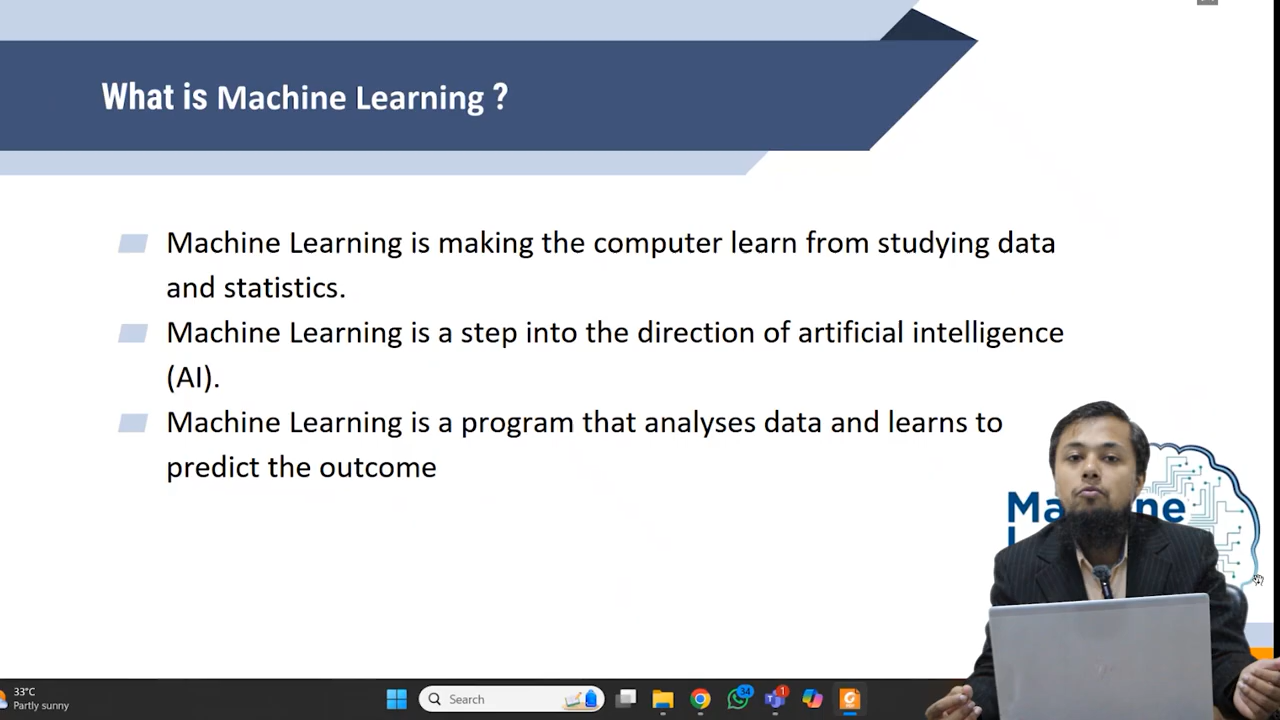 What is Machine Learning ?
Machine Learning is making the computer learn from studying data
and statistics.
Machine Learning is a step into the direction of artificial intelligence
(AI).
Machine Learning is a program that analyses data and learns to
predict the outcome
33°C
Partly sunny
Search
34
1